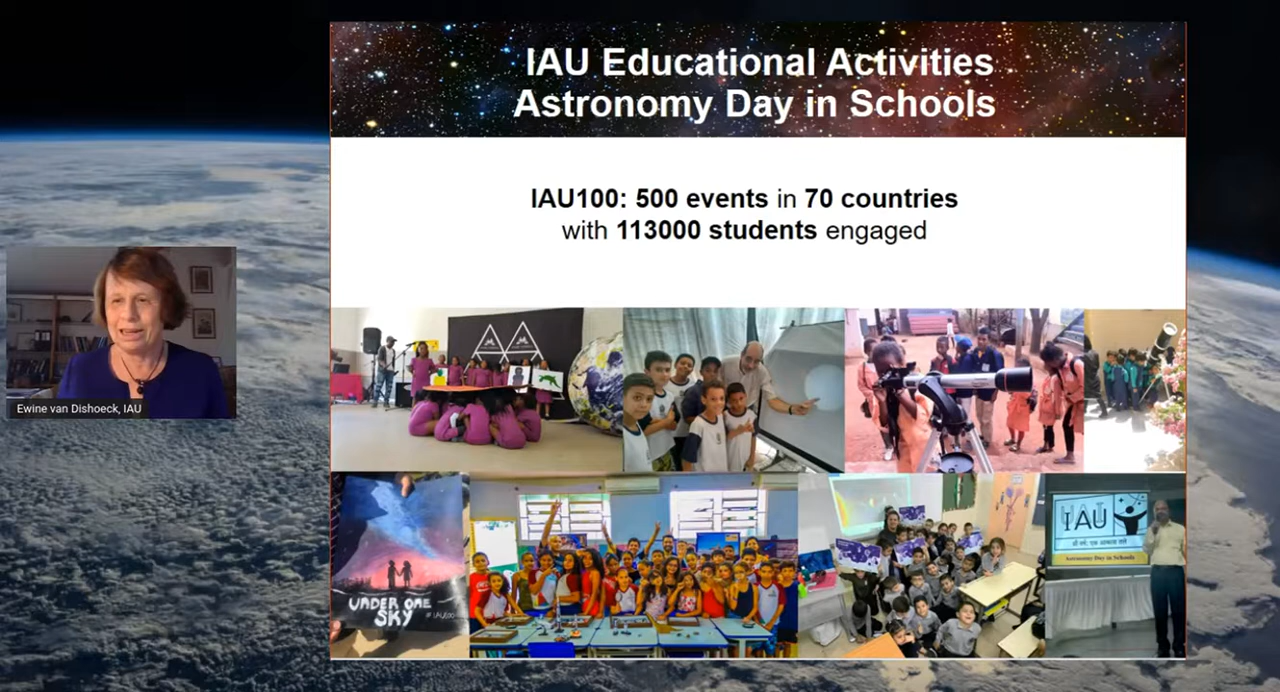 IAU Educational Activities
Astronomy Day in Schools
IAU100: 500 events in 70 countries
with 113000 students engaged
Ewine van Dishoeck, IAU
UNDER ONE
SKY
IAU
Astronomy Day in Schools